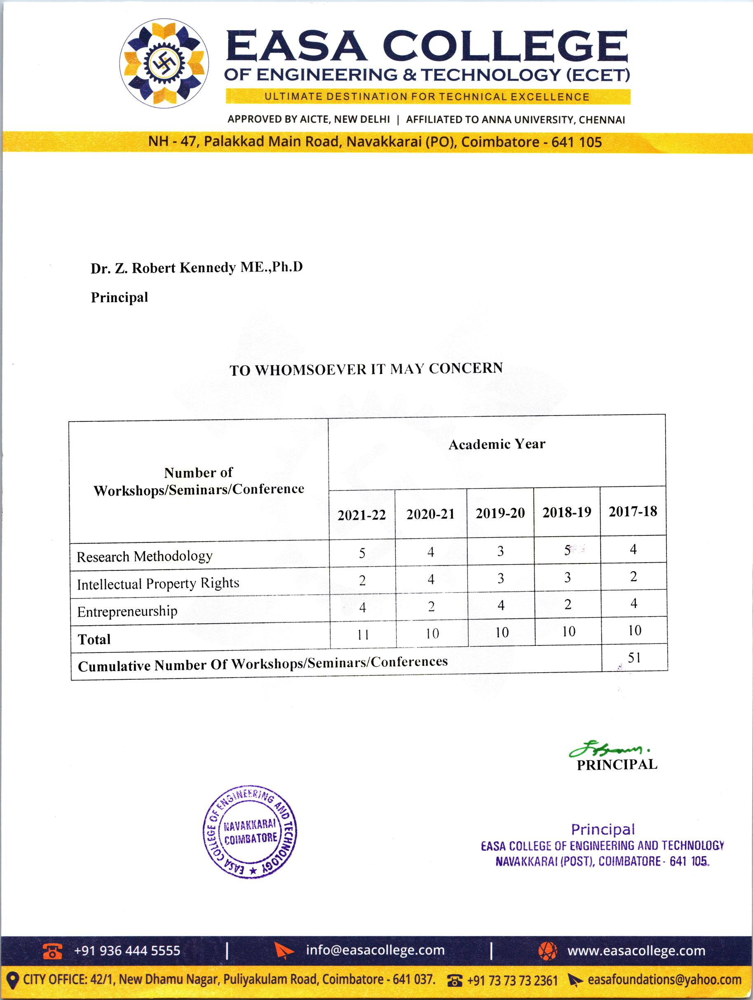 EASA COLLEGE
OF ENGINEERING & TECHNOLOGY (ECET)
ULTIMATE DESTINATION FOR TECHNICAL EXCELLENCE
APPROVED BY AICTE, NEW DELHI | AFFILIATED TO ANNA UNIVERSITY, CHENNAI
NH - 47, Palakkad Main Road, Navakkarai (PO), Coimbatore - 641 105
Dr. Z. Robert Kennedy ME.,Ph.D
Principal
TO WHOMSOEVER IT MAY CONCERN
Number of
Workshops/Seminars/Conference
Academic Year
2021-22 2020-21 2019-20 2018-19 2017-18
Research Methodology 5 4 3 5 4
Intellectual Property Rights 2 4 3 3 2
Entrepreneurship 4 2 4 2 4
Total 11 10 10 10 10
Cumulative Number Of Workshops/Seminars/Conferences 51
PRINCIPAL
EASA COLLEGE OF ENGINEERING AND TECHNOLOGY ★
NAVAKKARAI
COIMBATORE
Principal
EASA COLLEGE OF ENGINEERING AND TECHNOLOGY
NAVAKKARAI (POST), COIMBATORE - 641 105.
+91 936 444 5555 | info@easacollege.com | www.easacollege.com
CITY OFFICE: 42/1, New Dhamu Nagar, Puliyakulam Road, Coimbatore - 641 037. +91 73 73 73 2361 easafoundations@yahoo.com